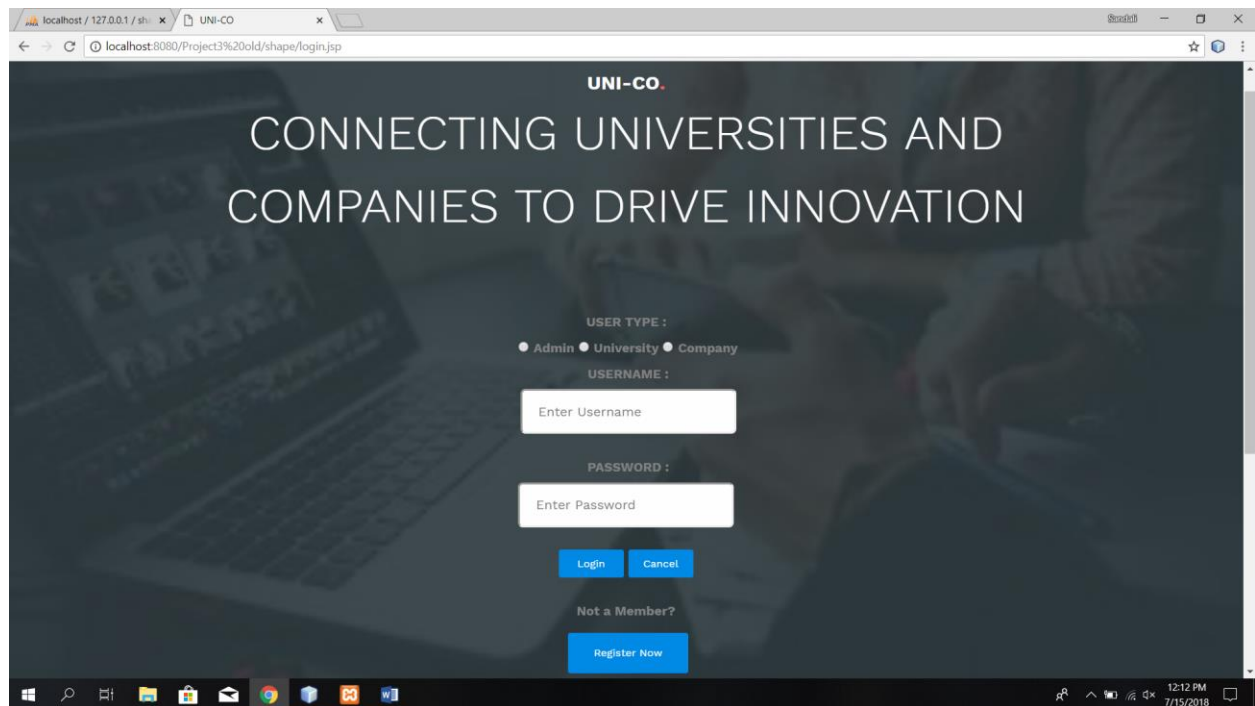 localhost / 127.0.0.1 / sh
UNI-CO
localhost:8080/Project3%20old/shape/login.jsp
UNI-CO.
CONNECTING UNIVERSITIES AND
COMPANIES TO DRIVE INNOVATION
USER TYPE :
Admin University Company
USERNAME :
Enter Username
PASSWORD :
Enter Password
Login Cancel
Not a Member?
Register Now
12:12 PM
7/15/2018